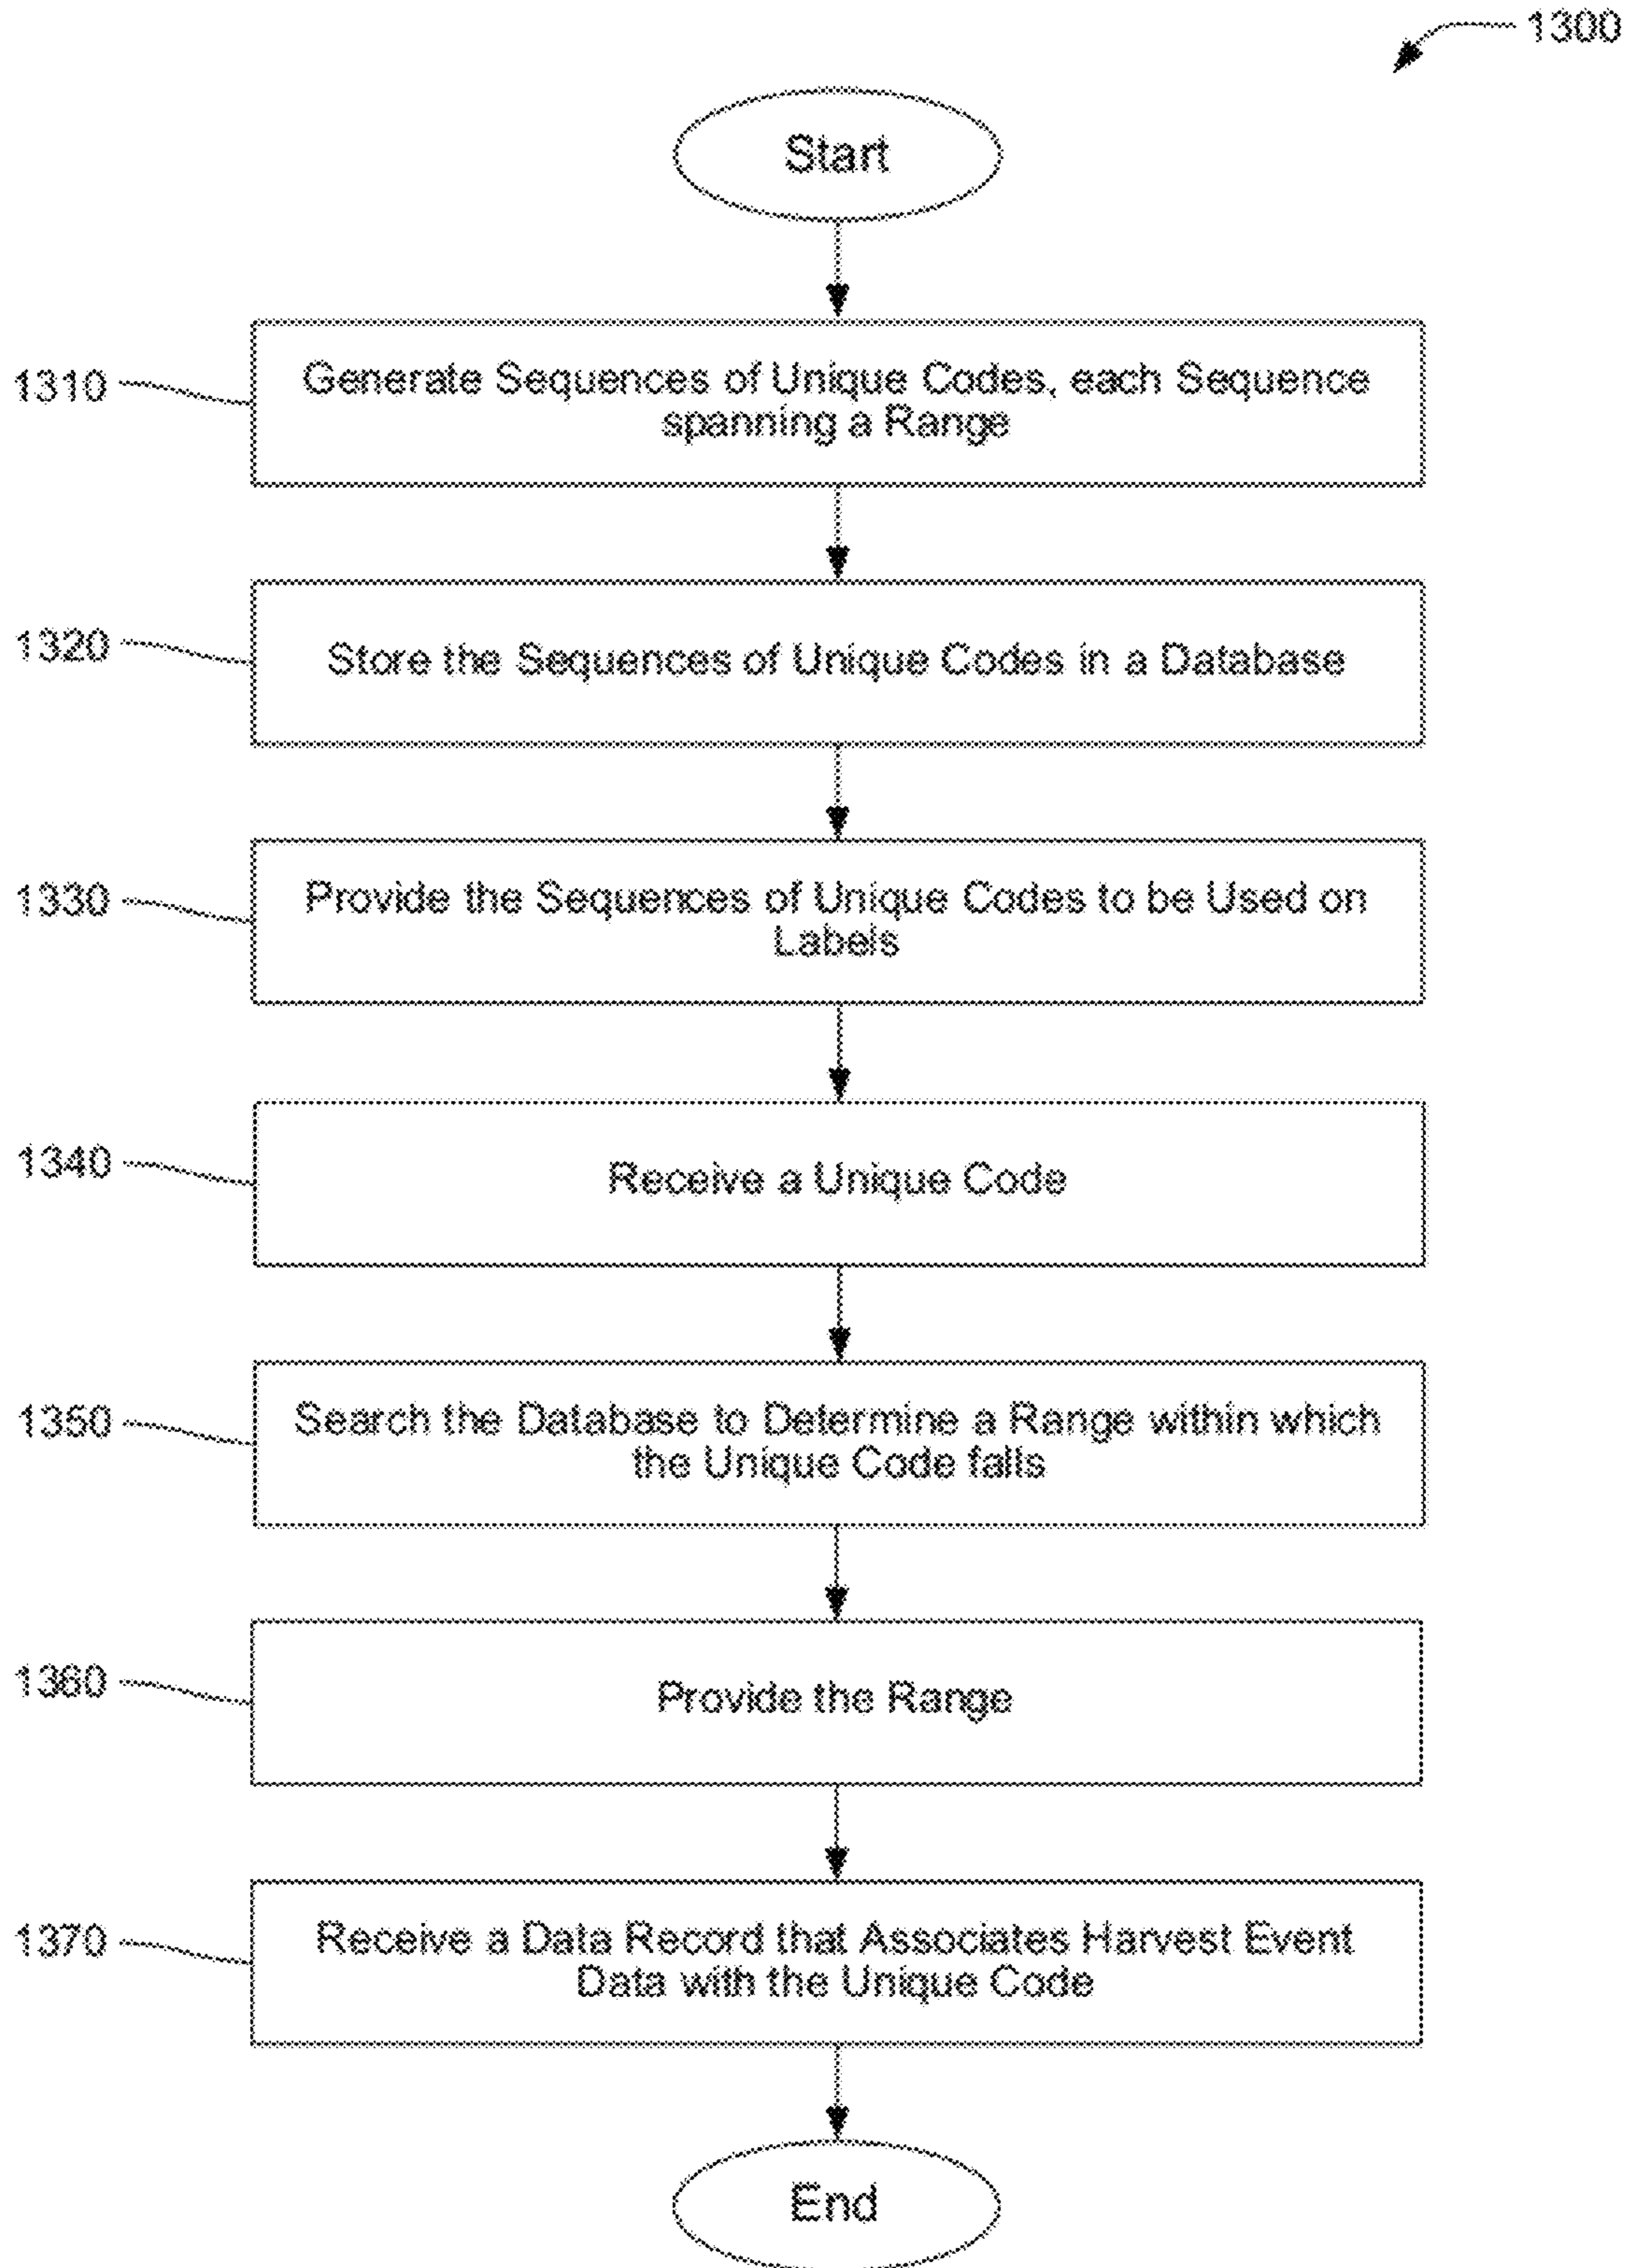 1300
Start
1310
Generate Sequences of Unique Codes, each Sequence
spanning a Range
1320
Store the Sequences of Unique Codes in a Database
1330
Provide the Sequences of Unique Codes to be Used on
Labels
1340
Receive a Unique Code
1350
Search the Database to Determine a Range within which
the Unique Code falls
1360
Provide the Range
1370
Receive a Data Record that Associates Harvest Event
Data with the Unique Code
End